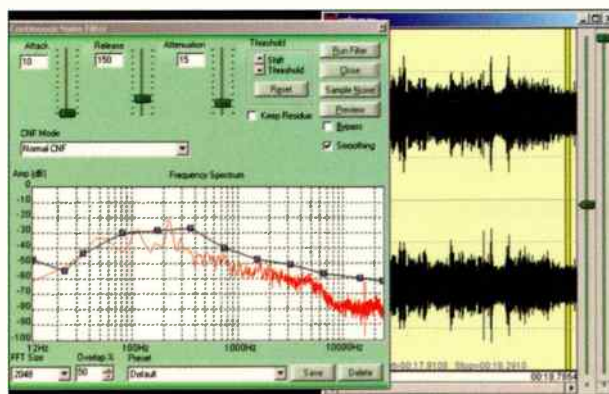 Continuous Noise Filter
Attack
Release
Attenuation
Threshold
10
150
15
Shift
Threshold
Reset
Keep Residue
Run Filter
Close
Sample Noise
Preview
Bypass
Smoothing
CNF Mode
Normal CNF
Amp (dB)
Frequency Spectrum
0
-10
-20
-30
-40
-50
-60
-70
-80
-90
-100
12Hz
100Hz
1000Hz
10000Hz
FFT Size
Overlap %
Preset
2048
50
Default
Save
Delete